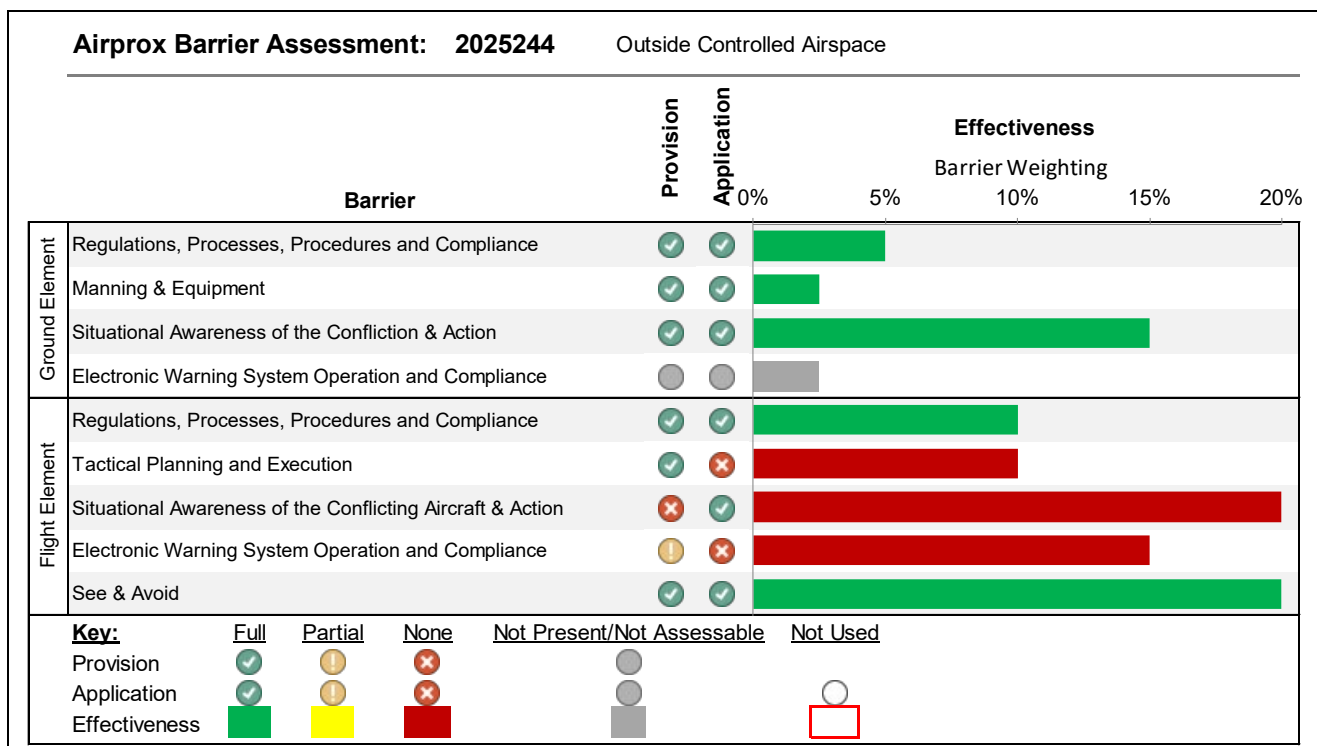 Airprox Barrier Assessment: 2025244 Outside Controlled Airspace
Provision
Application
Effectiveness
Barrier Weighting
Barrier
0% 5% 10% 15% 20%
Ground Element
Regulations, Processes, Procedures and Compliance
Manning & Equipment
Situational Awareness of the Confliction & Action
Electronic Warning System Operation and Compliance
Flight Element
Regulations, Processes, Procedures and Compliance
Tactical Planning and Execution
Situational Awareness of the Conflicting Aircraft & Action
Electronic Warning System Operation and Compliance
See & Avoid
Key: Full Partial None Not Present/Not Assessable Not Used
Provision
Application
Effectiveness